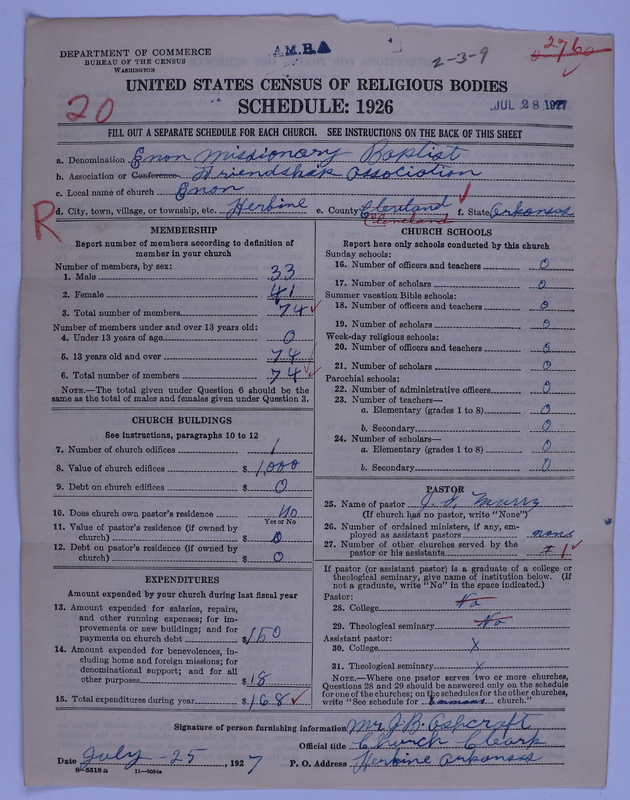 DEPARTMENT OF COMMERCE
BUREAU OF THE CENSUS
WASHINGTON
A.M.B.A
2-3-9
276
20
UNITED STATES CENSUS OF RELIGIOUS BODIES
SCHEDULE: 1926
JUL 28 1927
FILL OUT A SEPARATE SCHEDULE FOR EACH CHURCH. SEE INSTRUCTIONS ON THE BACK OF THIS SHEET
a. Denomination Enon Missionary Baptist
b. Association or Conference Friendship association
c. Local name of church Enon
R
d. City, town, village, or township, etc. Herbine e. County Cleveland f. State Arkansas
Cleveland
MEMBERSHIP
Report number of members according to definition of member in your church
Number of members, by sex:
1. Male 33
2. Female 41
3. Total number of members 74
Number of members under and over 13 years old:
4. Under 13 years of age 0
5. 13 years old and over 74
6. Total number of members 74
NOTE.—The total given under Question 6 should be the same as the total of males and females given under Question 3.
CHURCH BUILDINGS
See instructions, paragraphs 10 to 12
7. Number of church edifices 1
8. Value of church edifices $ 1,000
9. Debt on church edifices $ 0
10. Does church own pastor's residence No
Yes or No
11. Value of pastor's residence (if owned by church) $ 0
12. Debt on pastor's residence (if owned by church) $ 0
EXPENDITURES
Amount expended by your church during last fiscal year
13. Amount expended for salaries, repairs, and other running expenses; for improvements or new buildings; and for payments on church debt $ 150
14. Amount expended for benevolences, including home and foreign missions; for denominational support; and for all other purposes $ 18
15. Total expenditures during year $ 168
CHURCH SCHOOLS
Report here only schools conducted by this church
Sunday schools:
16. Number of officers and teachers 0
17. Number of scholars 0
Summer vacation Bible schools:
18. Number of officers and teachers 0
19. Number of scholars 0
Week-day religious schools:
20. Number of officers and teachers 0
21. Number of scholars 0
Parochial schools:
22. Number of administrative officers 0
23. Number of teachers—
a. Elementary (grades 1 to 8) 0
b. Secondary 0
24. Number of scholars—
a. Elementary (grades 1 to 8) 0
b. Secondary 0
PASTOR
25. Name of pastor
(If church has no pastor, write "None")
26. Number of ordained ministers, if any, employed as assistant pastors none
27. Number of other churches served by the pastor or his assistants 1
If pastor (or assistant pastor) is a graduate of a college or theological seminary, give name of institution below. (If not a graduate, write "No" in the space indicated.)
Pastor:
28. College No
29. Theological seminary No
Assistant pastor:
30. College X
31. Theological seminary X
NOTE.—Where one pastor serves two or more churches, Questions 28 and 29 should be answered only on the schedule for one of the churches; on the schedules for the other churches, write "See schedule for Emmaus church."
Signature of person furnishing information Mr J. B. Ashcraft
Official title Church Clerk
Date July - 25, 1927 P. O. Address Herbine Arkansas
8-5518 a 11-9024a